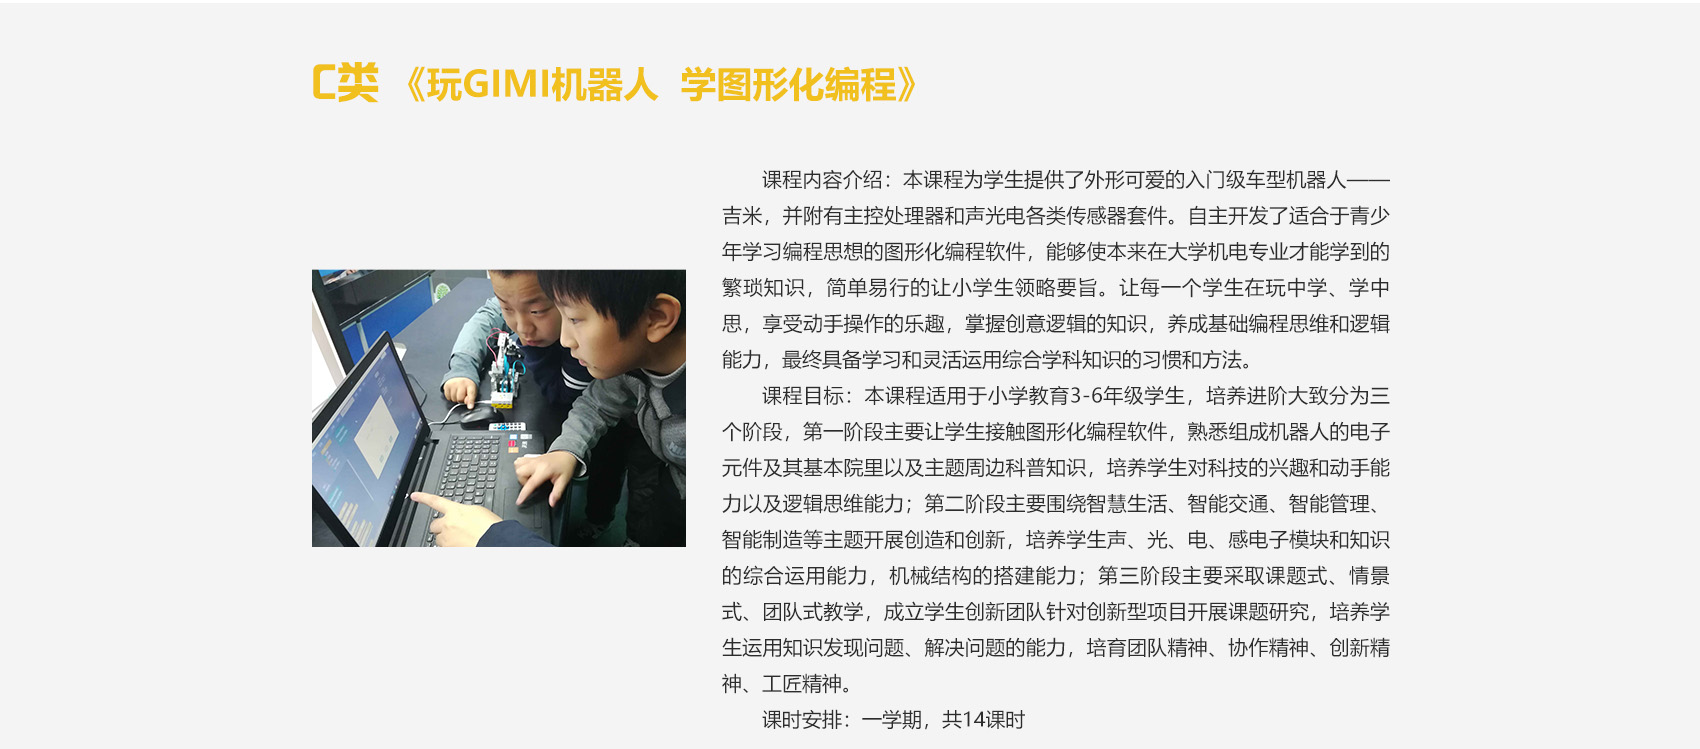 C类 《玩GIMI机器人 学图形化编程》
课程内容介绍：本课程为学生提供了外形可爱的入门级车型机器人——
吉米，并附有主控处理器和声光电各类传感器套件。自主开发了适合于青少
年学习编程思想的图形化编程软件，能够使本来在大学机电专业才能学到的
繁琐知识，简单易行的让小学生领略要旨。让每一个学生在玩中学、学中
思，享受动手操作的乐趣，掌握创意逻辑的知识，养成基础编程思维和逻辑
能力，最终具备学习和灵活运用综合学科知识的习惯和方法。
课程目标：本课程适用于小学教育3-6年级学生，培养进阶大致分为三
个阶段，第一阶段主要让学生接触图形化编程软件，熟悉组成机器人的电子
元件及其基本院里以及主题周边科普知识，培养学生对科技的兴趣和动手能
力以及逻辑思维能力；第二阶段主要围绕智慧生活、智能交通、智能管理、
智能制造等主题开展创造和创新，培养学生声、光、电、感电子模块和知识
的综合运用能力，机械结构的搭建能力；第三阶段主要采取课题式、情景
式、团队式教学，成立学生创新团队针对创新型项目开展课题研究，培养学
生运用知识发现问题、解决问题的能力，培育团队精神、协作精神、创新精
神、工匠精神。
课时安排：一学期，共14课时